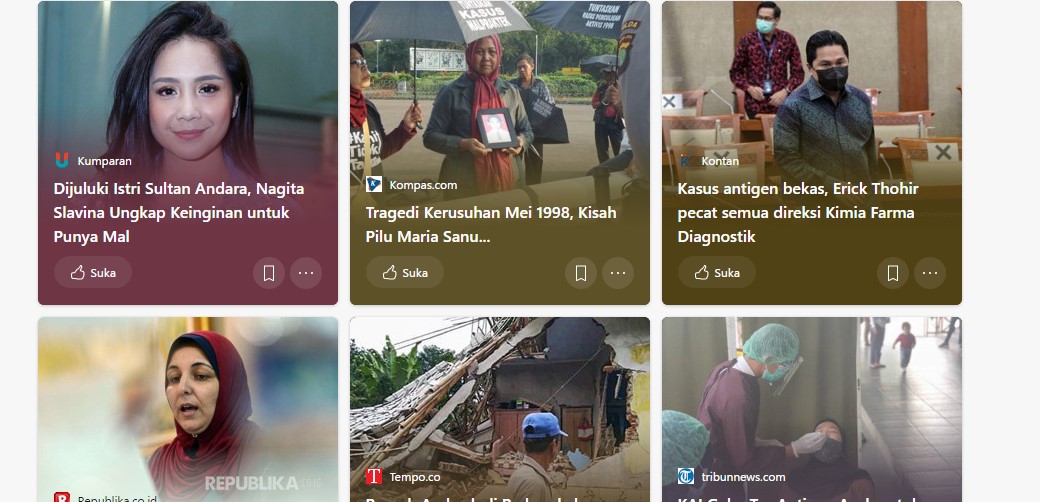 Kumparan
Dijuluki Istri Sultan Andara, Nagita
Slavina Ungkap Keinginan untuk
Punya Mal
Suka
TUNTASKAN
KASUS
Kompas.com
Tragedi Kerusuhan Mei 1998, Kisah
Pilu Maria Sanu...
Suka
Kontan
Kasus antigen bekas, Erick Thohir
pecat semua direksi Kimia Farma
Diagnostik
Suka
REPUBLIKA.CO.ID
Republika.co.id
Tempo.co
tribunnews.com